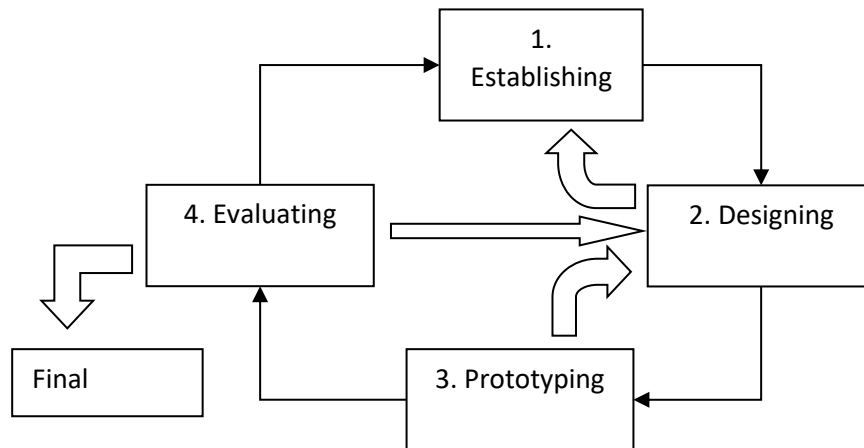 1.
Establishing
4. Evaluating
2. Designing
Final
3. Prototyping